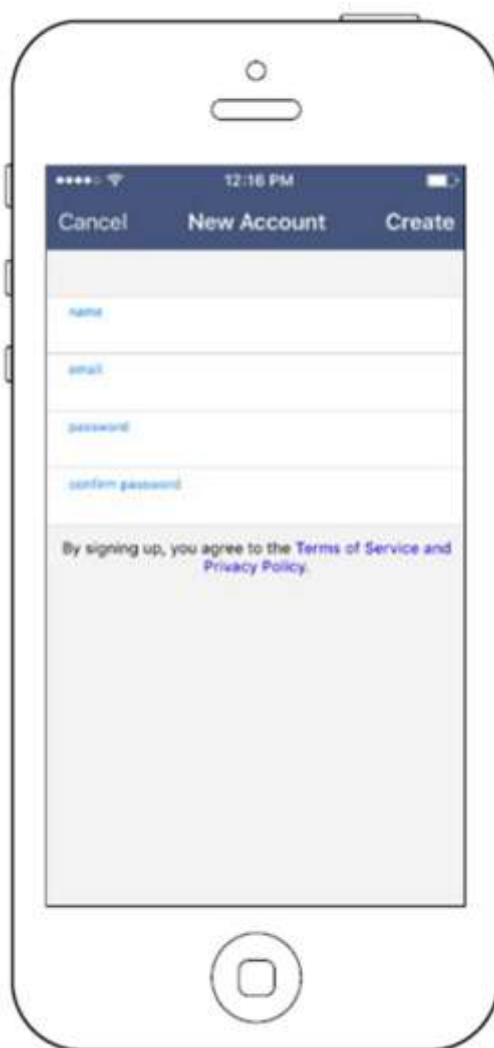 12:16 PM
Cancel New Account Create
name
email
password
confirm password
By signing up, you agree to the Terms of Service and
Privacy Policy.